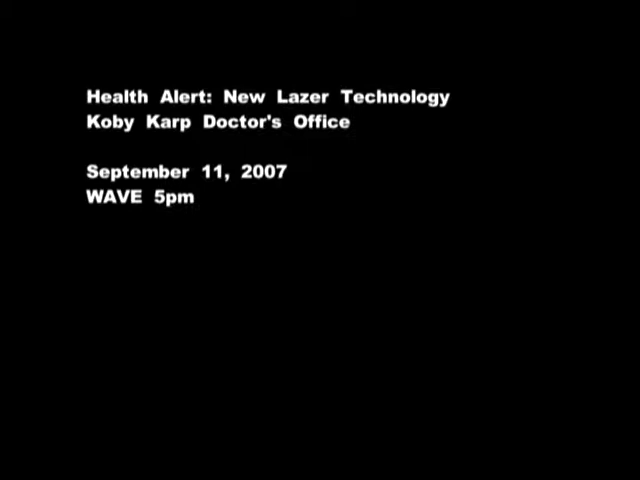 Health Alert: New Lazer Technology
Koby Karp Doctor's Office
September 11, 2007
WAVE 5pm